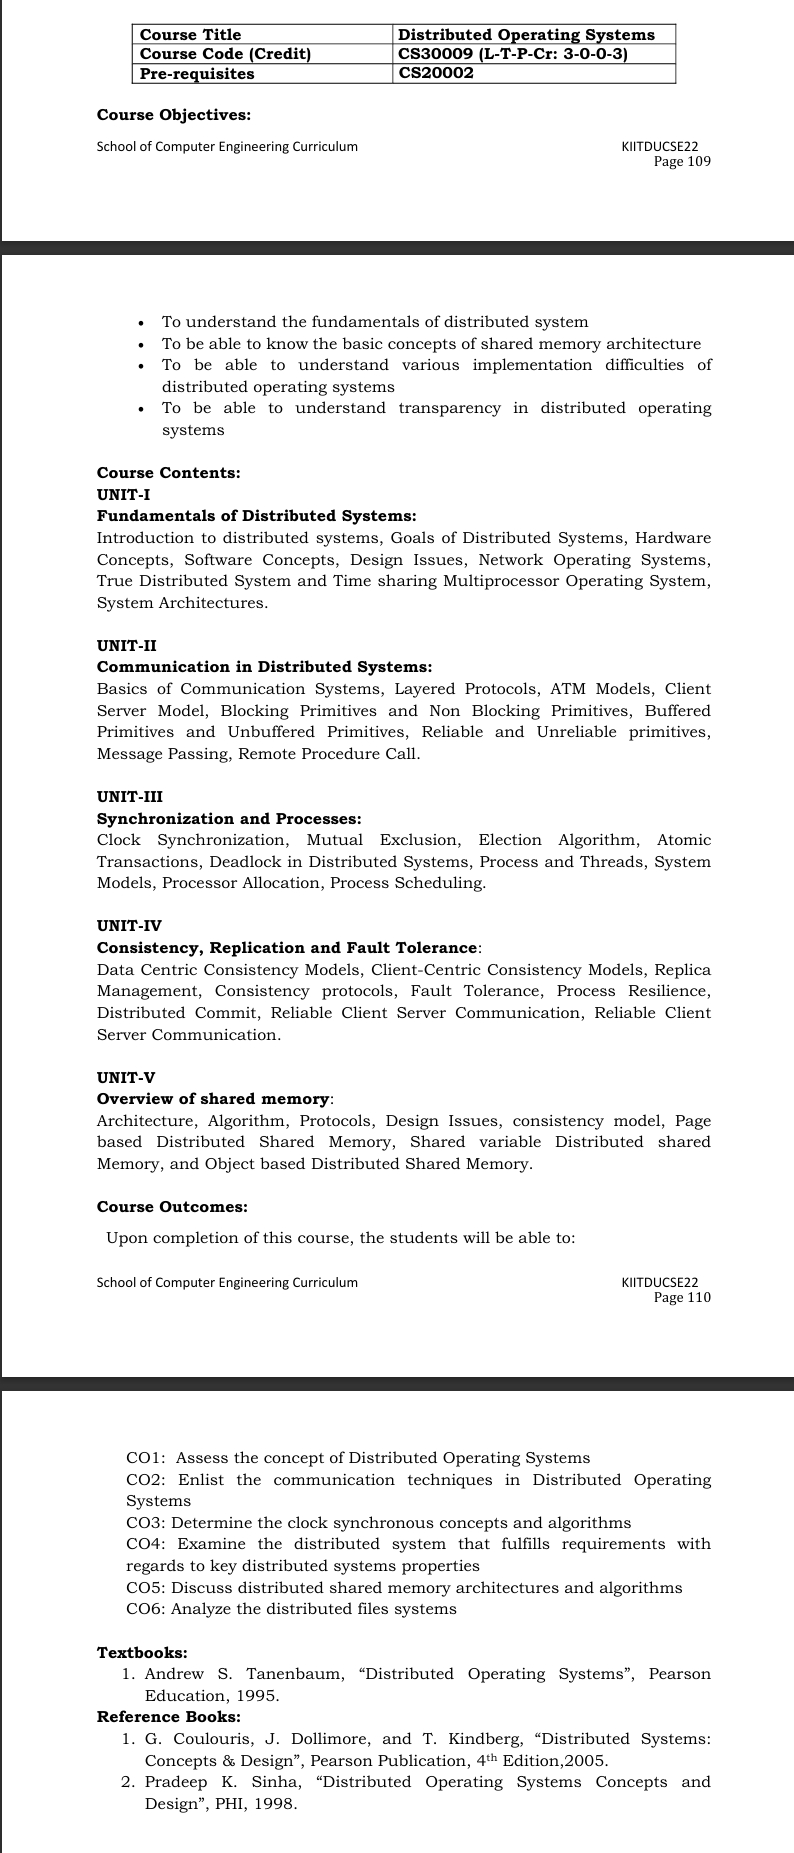 Course Title Distributed Operating Systems
Course Code (Credit) CS30009 (L-T-P-Cr: 3-0-0-3)
Pre-requisites CS20002
Course Objectives:
School of Computer Engineering Curriculum KIITDUCSE22
Page 109
• To understand the fundamentals of distributed system
• To be able to know the basic concepts of shared memory architecture
• To be able to understand various implementation difficulties of
distributed operating systems
• To be able to understand transparency in distributed operating
systems
Course Contents:
UNIT-I
Fundamentals of Distributed Systems:
Introduction to distributed systems, Goals of Distributed Systems, Hardware
Concepts, Software Concepts, Design Issues, Network Operating Systems,
True Distributed System and Time sharing Multiprocessor Operating System,
System Architectures.
UNIT-II
Communication in Distributed Systems:
Basics of Communication Systems, Layered Protocols, ATM Models, Client
Server Model, Blocking Primitives and Non Blocking Primitives, Buffered
Primitives and Unbuffered Primitives, Reliable and Unreliable primitives,
Message Passing, Remote Procedure Call.
UNIT-III
Synchronization and Processes:
Clock Synchronization, Mutual Exclusion, Election Algorithm, Atomic
Transactions, Deadlock in Distributed Systems, Process and Threads, System
Models, Processor Allocation, Process Scheduling.
UNIT-IV
Consistency, Replication and Fault Tolerance:
Data Centric Consistency Models, Client-Centric Consistency Models, Replica
Management, Consistency protocols, Fault Tolerance, Process Resilience,
Distributed Commit, Reliable Client Server Communication, Reliable Client
Server Communication.
UNIT-V
Overview of shared memory:
Architecture, Algorithm, Protocols, Design Issues, consistency model, Page
based Distributed Shared Memory, Shared variable Distributed shared
Memory, and Object based Distributed Shared Memory.
Course Outcomes:
Upon completion of this course, the students will be able to:
School of Computer Engineering Curriculum KIITDUCSE22
Page 110
CO1: Assess the concept of Distributed Operating Systems
CO2: Enlist the communication techniques in Distributed Operating
Systems
CO3: Determine the clock synchronous concepts and algorithms
CO4: Examine the distributed system that fulfills requirements with
regards to key distributed systems properties
CO5: Discuss distributed shared memory architectures and algorithms
CO6: Analyze the distributed files systems
Textbooks:
1. Andrew S. Tanenbaum, “Distributed Operating Systems”, Pearson
Education, 1995.
Reference Books:
1. G. Coulouris, J. Dollimore, and T. Kindberg, “Distributed Systems:
Concepts & Design”, Pearson Publication, 4th Edition,2005.
2. Pradeep K. Sinha, “Distributed Operating Systems Concepts and
Design”, PHI, 1998.